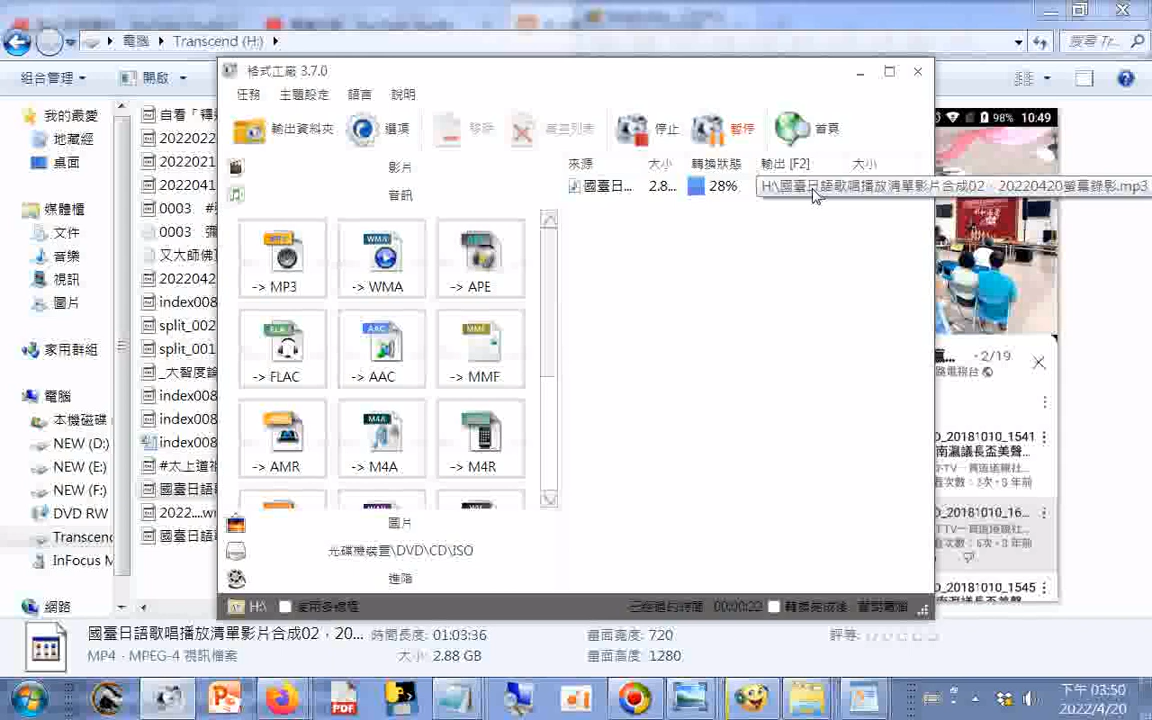 電腦 ▸ Transcend (H:) ▸
搜尋 Tr...
組合管理
開啟
我的最愛
地藏經
桌面
媒體櫃
文件
音樂
視訊
圖片
家用群組
電腦
本機磁碟
NEW (D:)
NEW (E:)
NEW (F:)
DVD RW
Transcend
InFocus M
網路
自看「
2022022
2022021
0003
0003
又大師佛
2022042
index008
split_002
split_001
_大智度論
index008
index008
index008
#太上道祖
國臺日語歌
2022....w
國臺日語歌
格式工廠 3.7.0
任務
主題設定
語言
說明
輸出資料夾
選項
移除
清空列表
停止
暫停
首頁
影片
音訊
-> MP3
-> WMA
-> APE
-> FLAC
-> AAC
-> MMF
-> AMR
-> M4A
-> M4R
圖片
光碟機裝置\DVD\CD\ISO
進階
來源
大小
轉換狀態
輸出 [F2]
大小
國臺日...
2.8...
28%
H:\國臺日語歌唱播放清單影片合成02，20220420螢幕錄影.mp3
H:\
使用多線程
已經過的時間
00:00:22
轉換完成後
98% 10:49
2/19
路電視台
0_20181010_1541
南瀛議長盃美聲...
0_20181010_16...
0_20181010_1545
國臺日語歌唱播放清單影片合成02，20...
MP4 - MPEG-4 視訊檔案
時間長度: 01:03:36
大小: 2.88 GB
畫面寬度: 720
畫面高度: 1280
評等:
下午 03:50
2022/4/20